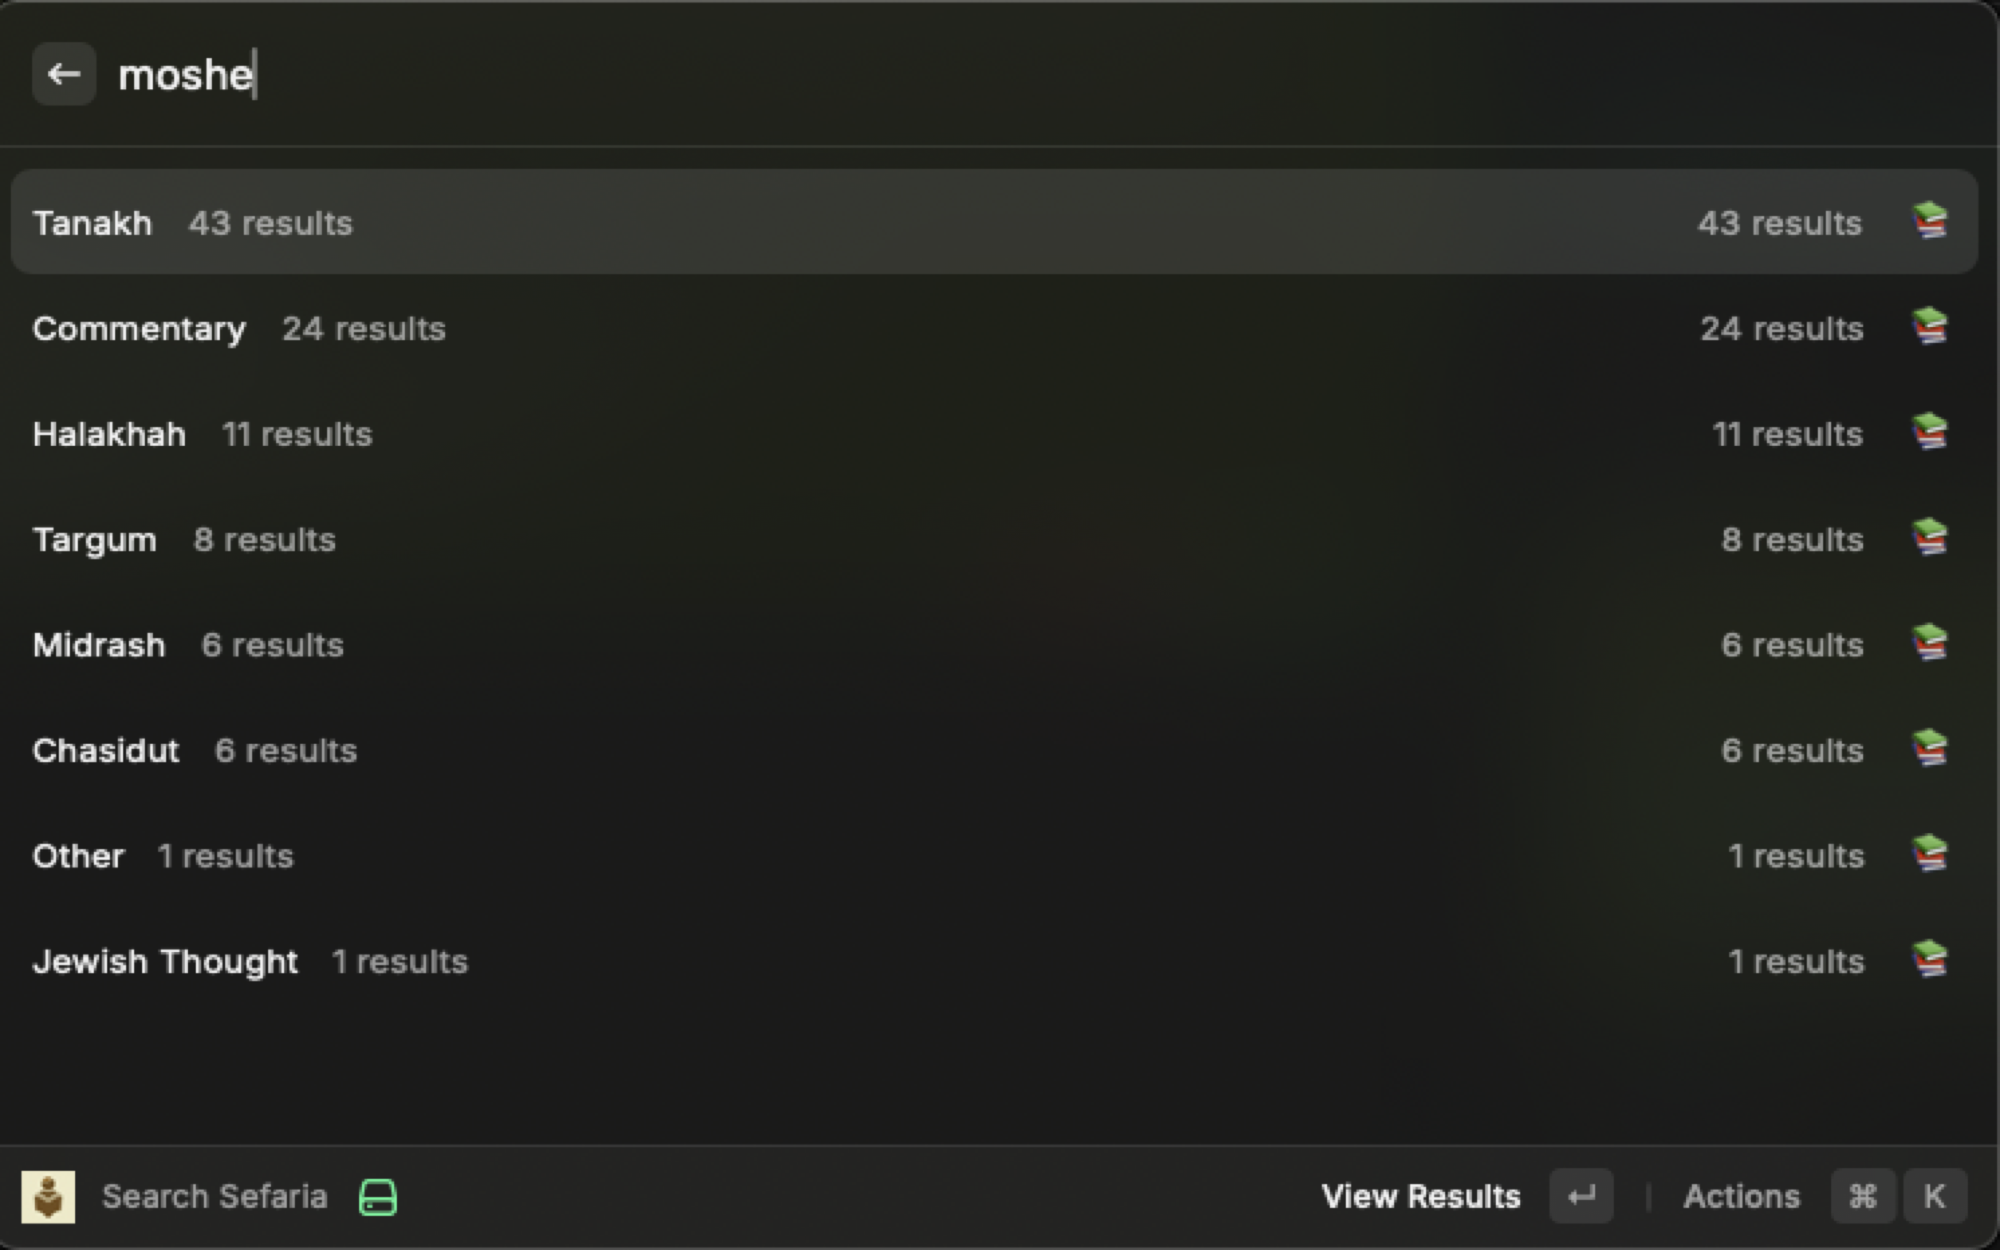 moshe
Tanakh 43 results 43 results
Commentary 24 results 24 results
Halakhah 11 results 11 results
Targum 8 results 8 results
Midrash 6 results 6 results
Chasidut 6 results 6 results
Other 1 results 1 results
Jewish Thought 1 results 1 results
Search Sefaria View Results ↵ Actions ⌘ K